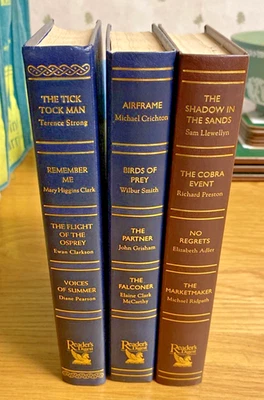 THE TICK
TOCK MAN
Terence Strong
REMEMBER
ME
Mary Higgins Clark
THE FLIGHT
OF THE
OSPREY
Ewan Clarkson
VOICES
OF SUMMER
Diane Pearson
Reader's
Digest
AIRFRAME
Michael Crichton
BIRDS OF
PREY
Wilbur Smith
THE
PARTNER
John Grisham
THE
FALCONER
Elaine Clark
McCarthy
Reader's
Digest
THE
SHADOW IN
THE SANDS
Sam Llewellyn
THE COBRA
EVENT
Richard Preston
NO
REGRETS
Elizabeth Adler
THE
MARKETMAKER
Michael Ridpath
Reader's
Digest